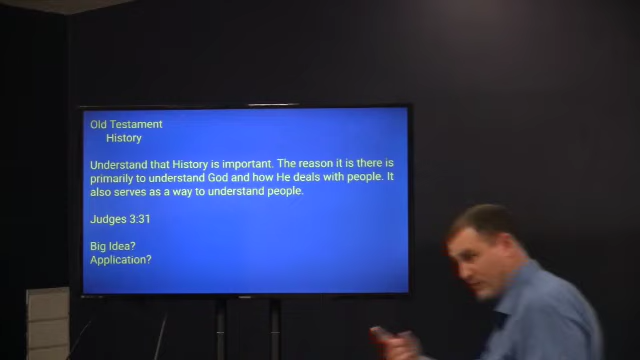 Old Testament
History
Understand that History is important. The reason it is there is
primarily to understand God and how He deals with people. It
also serves as a way to understand people.
Judges 3:31
Big Idea?
Application?